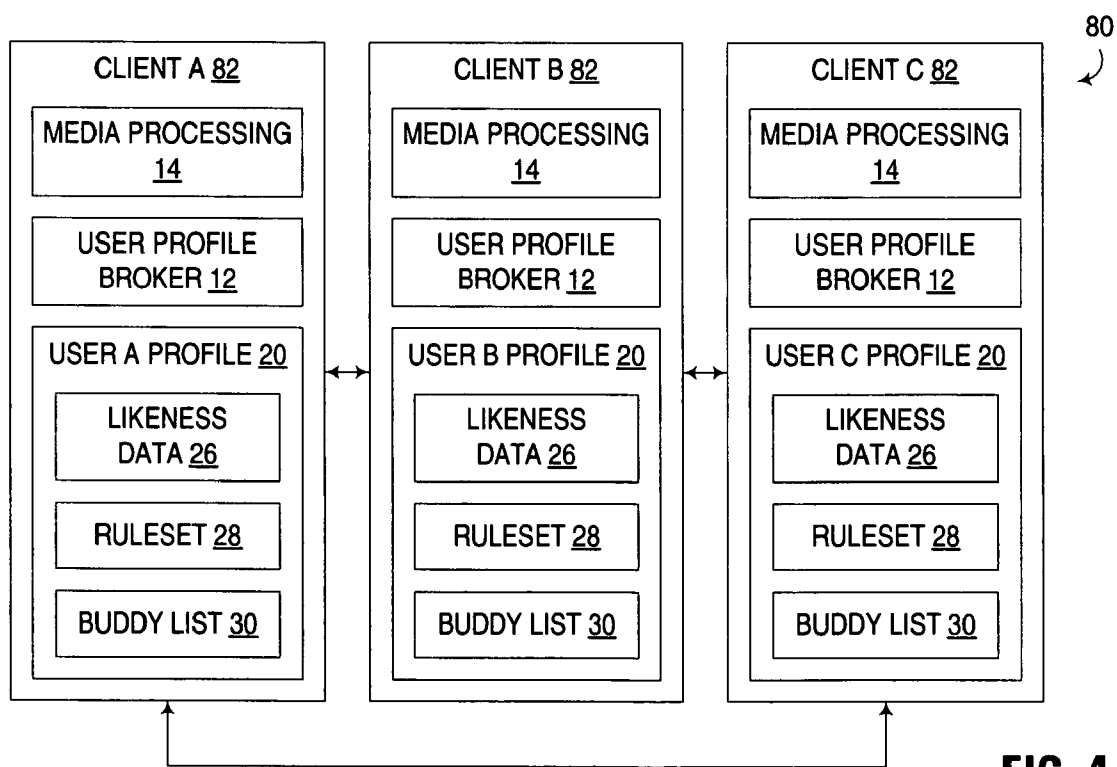 80
CLIENT A 82
MEDIA PROCESSING
14
USER PROFILE
BROKER 12
USER A PROFILE 20
LIKENESS
DATA 26
RULESET 28
BUDDY LIST 30
CLIENT B 82
MEDIA PROCESSING
14
USER PROFILE
BROKER 12
USER B PROFILE 20
LIKENESS
DATA 26
RULESET 28
BUDDY LIST 30
CLIENT C 82
MEDIA PROCESSING
14
USER PROFILE
BROKER 12
USER C PROFILE 20
LIKENESS
DATA 26
RULESET 28
BUDDY LIST 30
FIG. 4